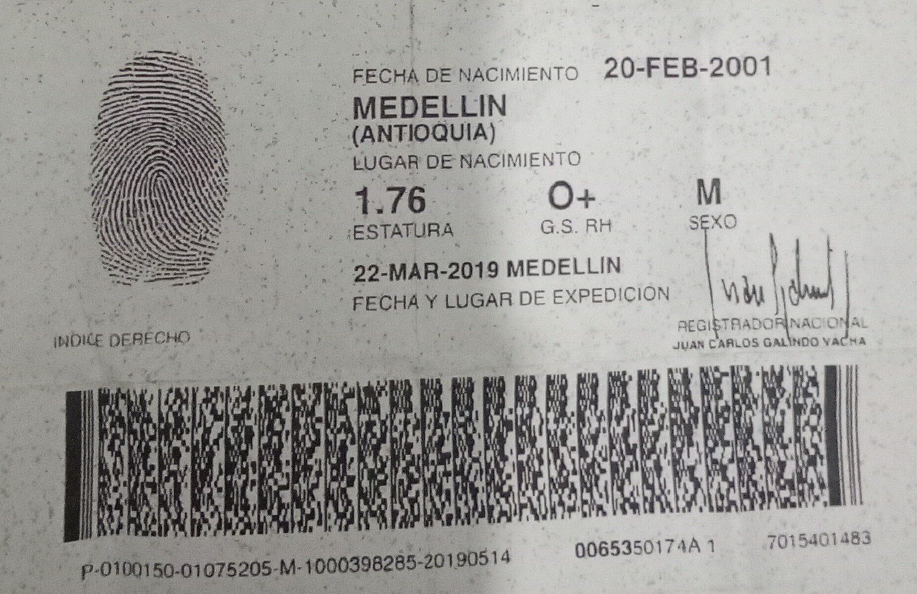 FECHA DE NACIMIENTO 20-FEB-2001
MEDELLIN
(ANTIOQUIA)
LUGAR DE NACIMIENTO
1.76 O+ M
ESTATURA G.S. RH SEXO
22-MAR-2019 MEDELLIN
FECHA Y LUGAR DE EXPEDICIÓN
INDICE DERECHO
REGISTRADOR NACIONAL
JUAN CARLOS GALINDO VACHA
P-0100150-01075205-M-1000398285-20190514 0065350174A 1 7015401483